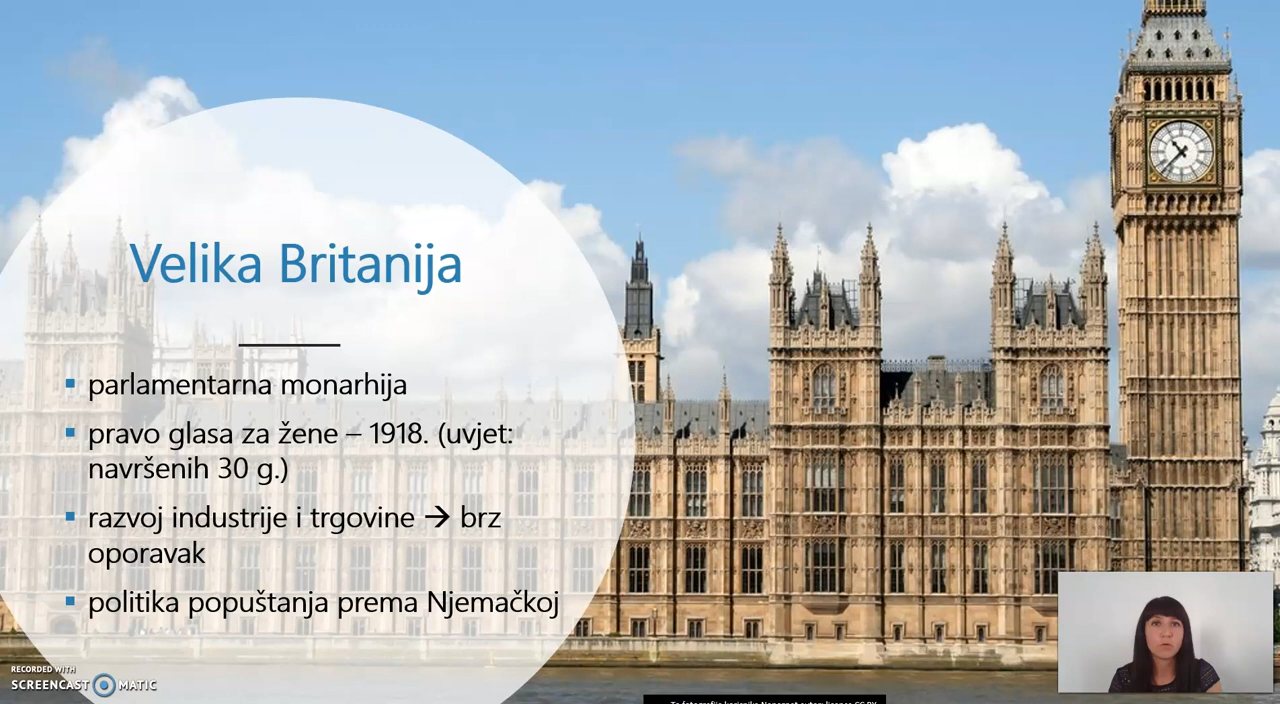 Velika Britanija
▪ parlamentarna monarhija
▪ pravo glasa za žene – 1918. (uvjet:
navršenih 30 g.)
▪ razvoj industrije i trgovine → brz
oporavak
▪ politika popuštanja prema Njemačkoj
RECORDED WITH
SCREENCAST MATIC